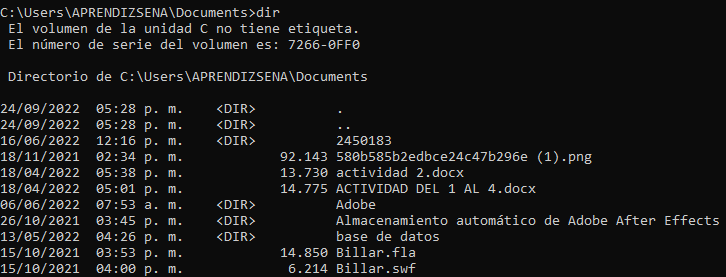 C:\Users\APRENDIZSENA\Documents>dir
El volumen de la unidad C no tiene etiqueta.
El número de serie del volumen es: 7266-0FF0
Directorio de C:\Users\APRENDIZSENA\Documents
24/09/2022  05:28 p. m.    <DIR>          .
24/09/2022  05:28 p. m.    <DIR>          ..
16/06/2022  12:16 p. m.    <DIR>          2450183
18/11/2021  02:34 p. m.            92.143 580b585b2edbce24c47b296e (1).png
18/04/2022  05:38 p. m.            13.730 actividad 2.docx
18/04/2022  05:01 p. m.            14.775 ACTIVIDAD DEL 1 AL 4.docx
06/06/2022  07:53 a. m.    <DIR>          Adobe
26/10/2021  03:45 p. m.    <DIR>          Almacenamiento automático de Adobe After Effects
13/05/2022  04:26 p. m.    <DIR>          base de datos
15/10/2021  03:53 p. m.            14.850 Billar.fla
15/10/2021  04:00 p. m.             6.214 Billar.swf